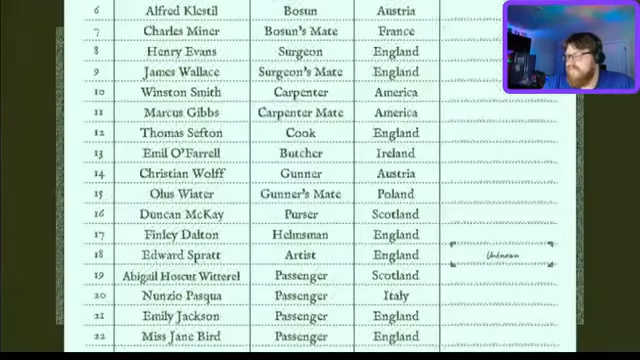 6 Alfred Klestil Bosun Austria
7 Charles Miner Bosun's Mate France
8 Henry Evans Surgeon England
9 James Wallace Surgeon's Mate England
10 Winston Smith Carpenter America
11 Marcus Gibbs Carpenter Mate America
12 Thomas Sefton Cook England
13 Emil O'Farrell Butcher Ireland
14 Christian Wolff Gunner Austria
15 Olus Wiater Gunner's Mate Poland
16 Duncan McKay Purser Scotland
17 Finley Dalton Helmsman England
18 Edward Spratt Artist England Unknown
19 Abigail Hoscut Witterel Passenger Scotland
20 Nunzio Pasqua Passenger Italy
21 Emily Jackson Passenger England
22 Miss Jane Bird Passenger England